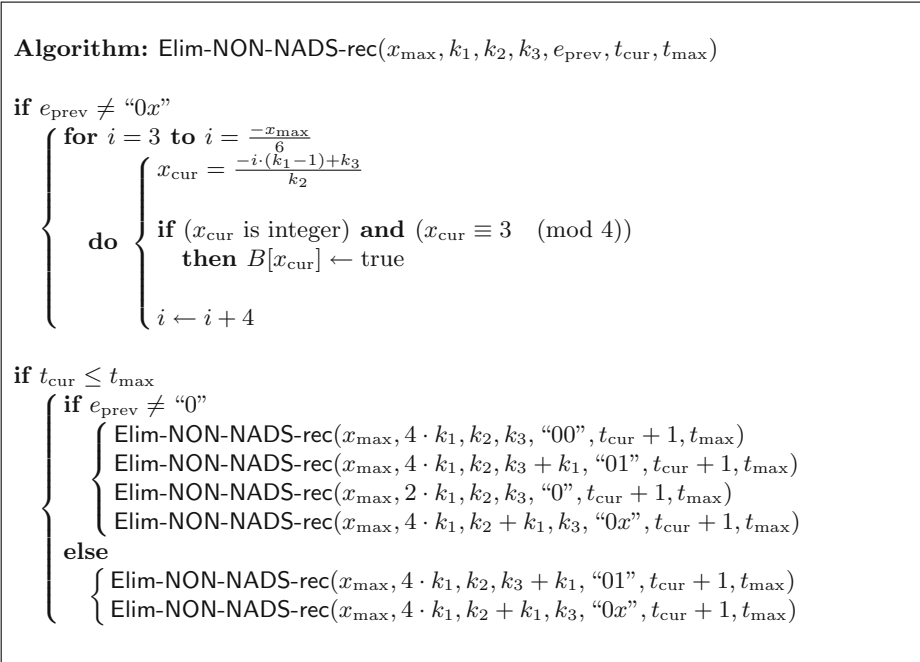 Algorithm: Elim-NON-NADS-rec(x_max, k_1, k_2, k_3, e_prev, t_cur, t_max)
if e_prev ≠ “0x”
for i = 3 to i = \frac{-x_max}{6}
x_cur = \frac{-i·(k_1−1)+k_3}{k_2}
do
if (x_cur is integer) and (x_cur ≡ 3 (mod 4))
then B[x_cur] ← true
i ← i + 4
if t_cur ≤ t_max
if e_prev ≠ “0”
Elim-NON-NADS-rec(x_max, 4 · k_1, k_2, k_3, “00”, t_cur + 1, t_max)
Elim-NON-NADS-rec(x_max, 4 · k_1, k_2, k_3 + k_1, “01”, t_cur + 1, t_max)
Elim-NON-NADS-rec(x_max, 2 · k_1, k_2, k_3, “0”, t_cur + 1, t_max)
Elim-NON-NADS-rec(x_max, 4 · k_1, k_2 + k_1, k_3, “0x”, t_cur + 1, t_max)
else
Elim-NON-NADS-rec(x_max, 4 · k_1, k_2, k_3 + k_1, “01”, t_cur + 1, t_max)
Elim-NON-NADS-rec(x_max, 4 · k_1, k_2 + k_1, k_3, “0x”, t_cur + 1, t_max)